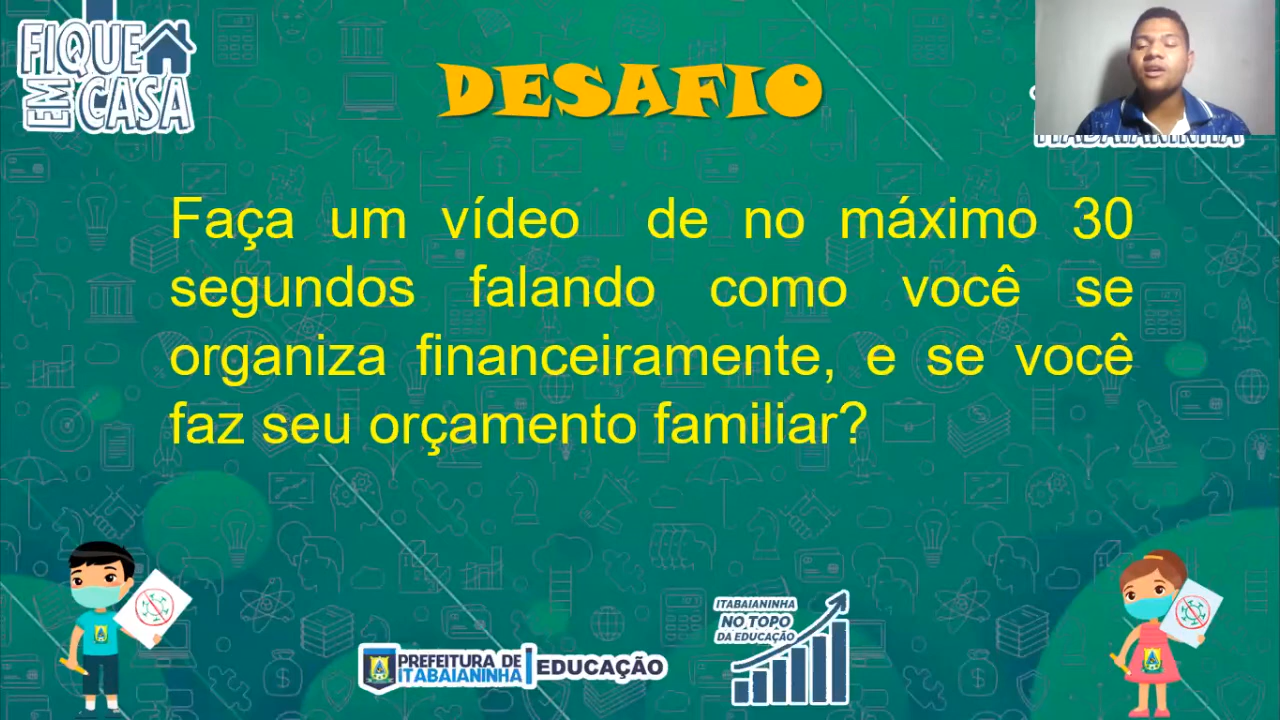 FIQUE
EM CASA
DESAFIO
ITABAIANINHA
Faça um vídeo de no máximo 30
segundos falando como você se
organiza financeiramente, e se você
faz seu orçamento familiar?
PREFEITURA DE
ITABAIANINHA
EDUCAÇÃO
ITABAIANINHA
NO TOPO
DA EDUCAÇÃO